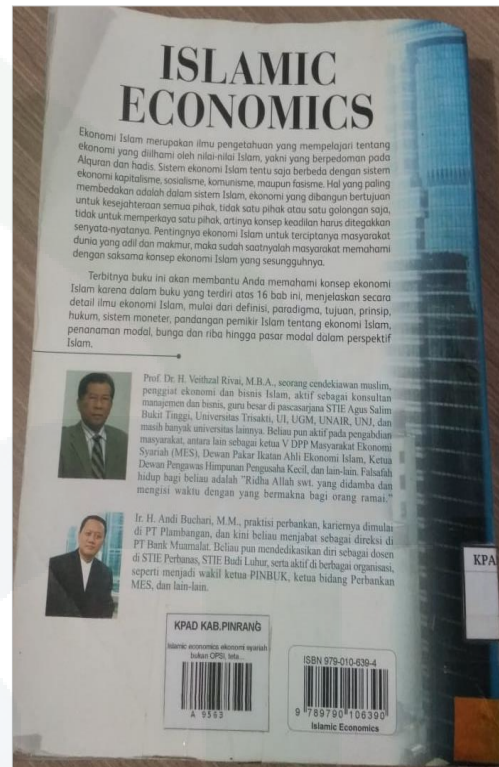 ISLAMIC
ECONOMICS
Ekonomi Islam merupakan ilmu pengetahuan yang mempelajari tentang
ekonomi yang diilhami oleh nilai-nilai Islam, yakni yang berpedoman pada
Alquran dan hadis. Sistem ekonomi Islam tentu saja berbeda dengan sistem
ekonomi kapitalisme, sosialisme, komunisme, maupun fasisme. Hal yang paling
membedakan adalah dalam sistem Islam, ekonomi yang dibangun bertujuan
untuk kesejahteraan semua pihak, tidak satu pihak atau satu golongan saja,
tidak untuk memperkaya satu pihak, artinya konsep keadilan harus ditegakkan
senyata-nyatanya. Pentingnya ekonomi Islam untuk terciptanya masyarakat
dunia yang adil dan makmur, maka sudah saatnyalah masyarakat memahami
dengan saksama konsep ekonomi Islam yang sesungguhnya.
Terbitnya buku ini akan membantu Anda memahami konsep ekonomi
Islam karena dalam buku yang terdiri atas 16 bab ini, menjelaskan secara
detail ilmu ekonomi Islam, mulai dari definisi, paradigma, tujuan, prinsip,
hukum, sistem moneter, pandangan pemikir Islam tentang ekonomi Islam,
penanaman modal, bunga dan riba hingga pasar modal dalam perspektif
Islam.
Prof. Dr. H. Veithzal Rivai, M.B.A., seorang cendekiawan muslim,
penggiat ekonomi dan bisnis Islam, aktif sebagai konsultan
manajemen dan bisnis, guru besar di pascasarjana STIE Agus Salim
Bukit Tinggi, Universitas Trisakti, UI, UGM, UNAIR, UNJ, dan
masih banyak universitas lainnya. Beliau pun aktif pada pengabdian
masyarakat, antara lain sebagai ketua V DPP Masyarakat Ekonomi
Syariah (MES), Dewan Pakar Ikatan Ahli Ekonomi Islam, Ketua
Dewan Pengawas Himpunan Pengusaha Kecil, dan lain-lain. Falsafah
hidup bagi beliau adalah "Ridha Allah swt. yang didamba dan
mengisi waktu dengan yang bermakna bagi orang ramai."
Ir. H. Andi Buchari, M.M., praktisi perbankan, kariernya dimulai
di PT Plambangan, dan kini beliau menjabat sebagai direksi di
PT Bank Muamalat. Beliau pun mendedikasikan diri sebagai dosen
di STIE Perbanas, STIE Budi Luhur, serta aktif di berbagai organisasi,
seperti menjadi wakil ketua PINBUK, ketua bidang Perbankan
MES, dan lain-lain.
KPA
KPAD KAB.PINRANG
Islamic economics ekonomi syariah
bukan OPSI, teta...
A 9563
ISBN 979-010-639-4
9 789790 106390
Islamic Economics